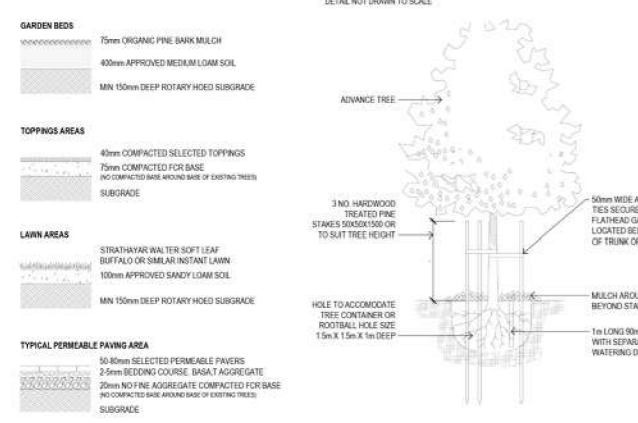 DETAIL NOT DRAWN TO SCALE
GARDEN BEDS
75mm ORGANIC PINE BARK MULCH
400mm APPROVED MEDIUM LOAM SOIL
MIN 150mm DEEP ROTARY HOED SUBGRADE
TOPPINGS AREAS
40mm COMPACTED SELECTED TOPPINGS
75mm COMPACTED FCR BASE
(NO COMPACTED BASE AROUND BASE OF EXISTING TREES)
SUBGRADE
LAWN AREAS
STRATHAYAR WALTER SOFT LEAF
BUFFALO OR SIMILAR INSTANT LAWN
100mm APPROVED SANDY LOAM SOIL
MIN 150mm DEEP ROTARY HOED SUBGRADE
TYPICAL PERMEABLE PAVING AREA
50-80mm SELECTED PERMEABLE PAVERS
2-5mm BEDDING COURSE. BASALT AGGREGATE
20mm NO FINE AGGREGATE COMPACTED FCR BASE
(NO COMPACTED BASE AROUND BASE OF EXISTING TREES)
SUBGRADE
ADVANCE TREE
3 NO. HARDWOOD
TREATED PINE
STAKES 50X50X1500 OR
TO SUIT TREE HEIGHT
HOLE TO ACCOMODATE
TREE CONTAINER OR
ROOTBALL HOLE SIZE
1.5m X 1.5m X 1m DEEP
50mm WIDE
TIES SECURE
FLATHEAD
LOCATED
OF TRUNK
MULCH
BEYOND
1m LONG
WITH
WATERING